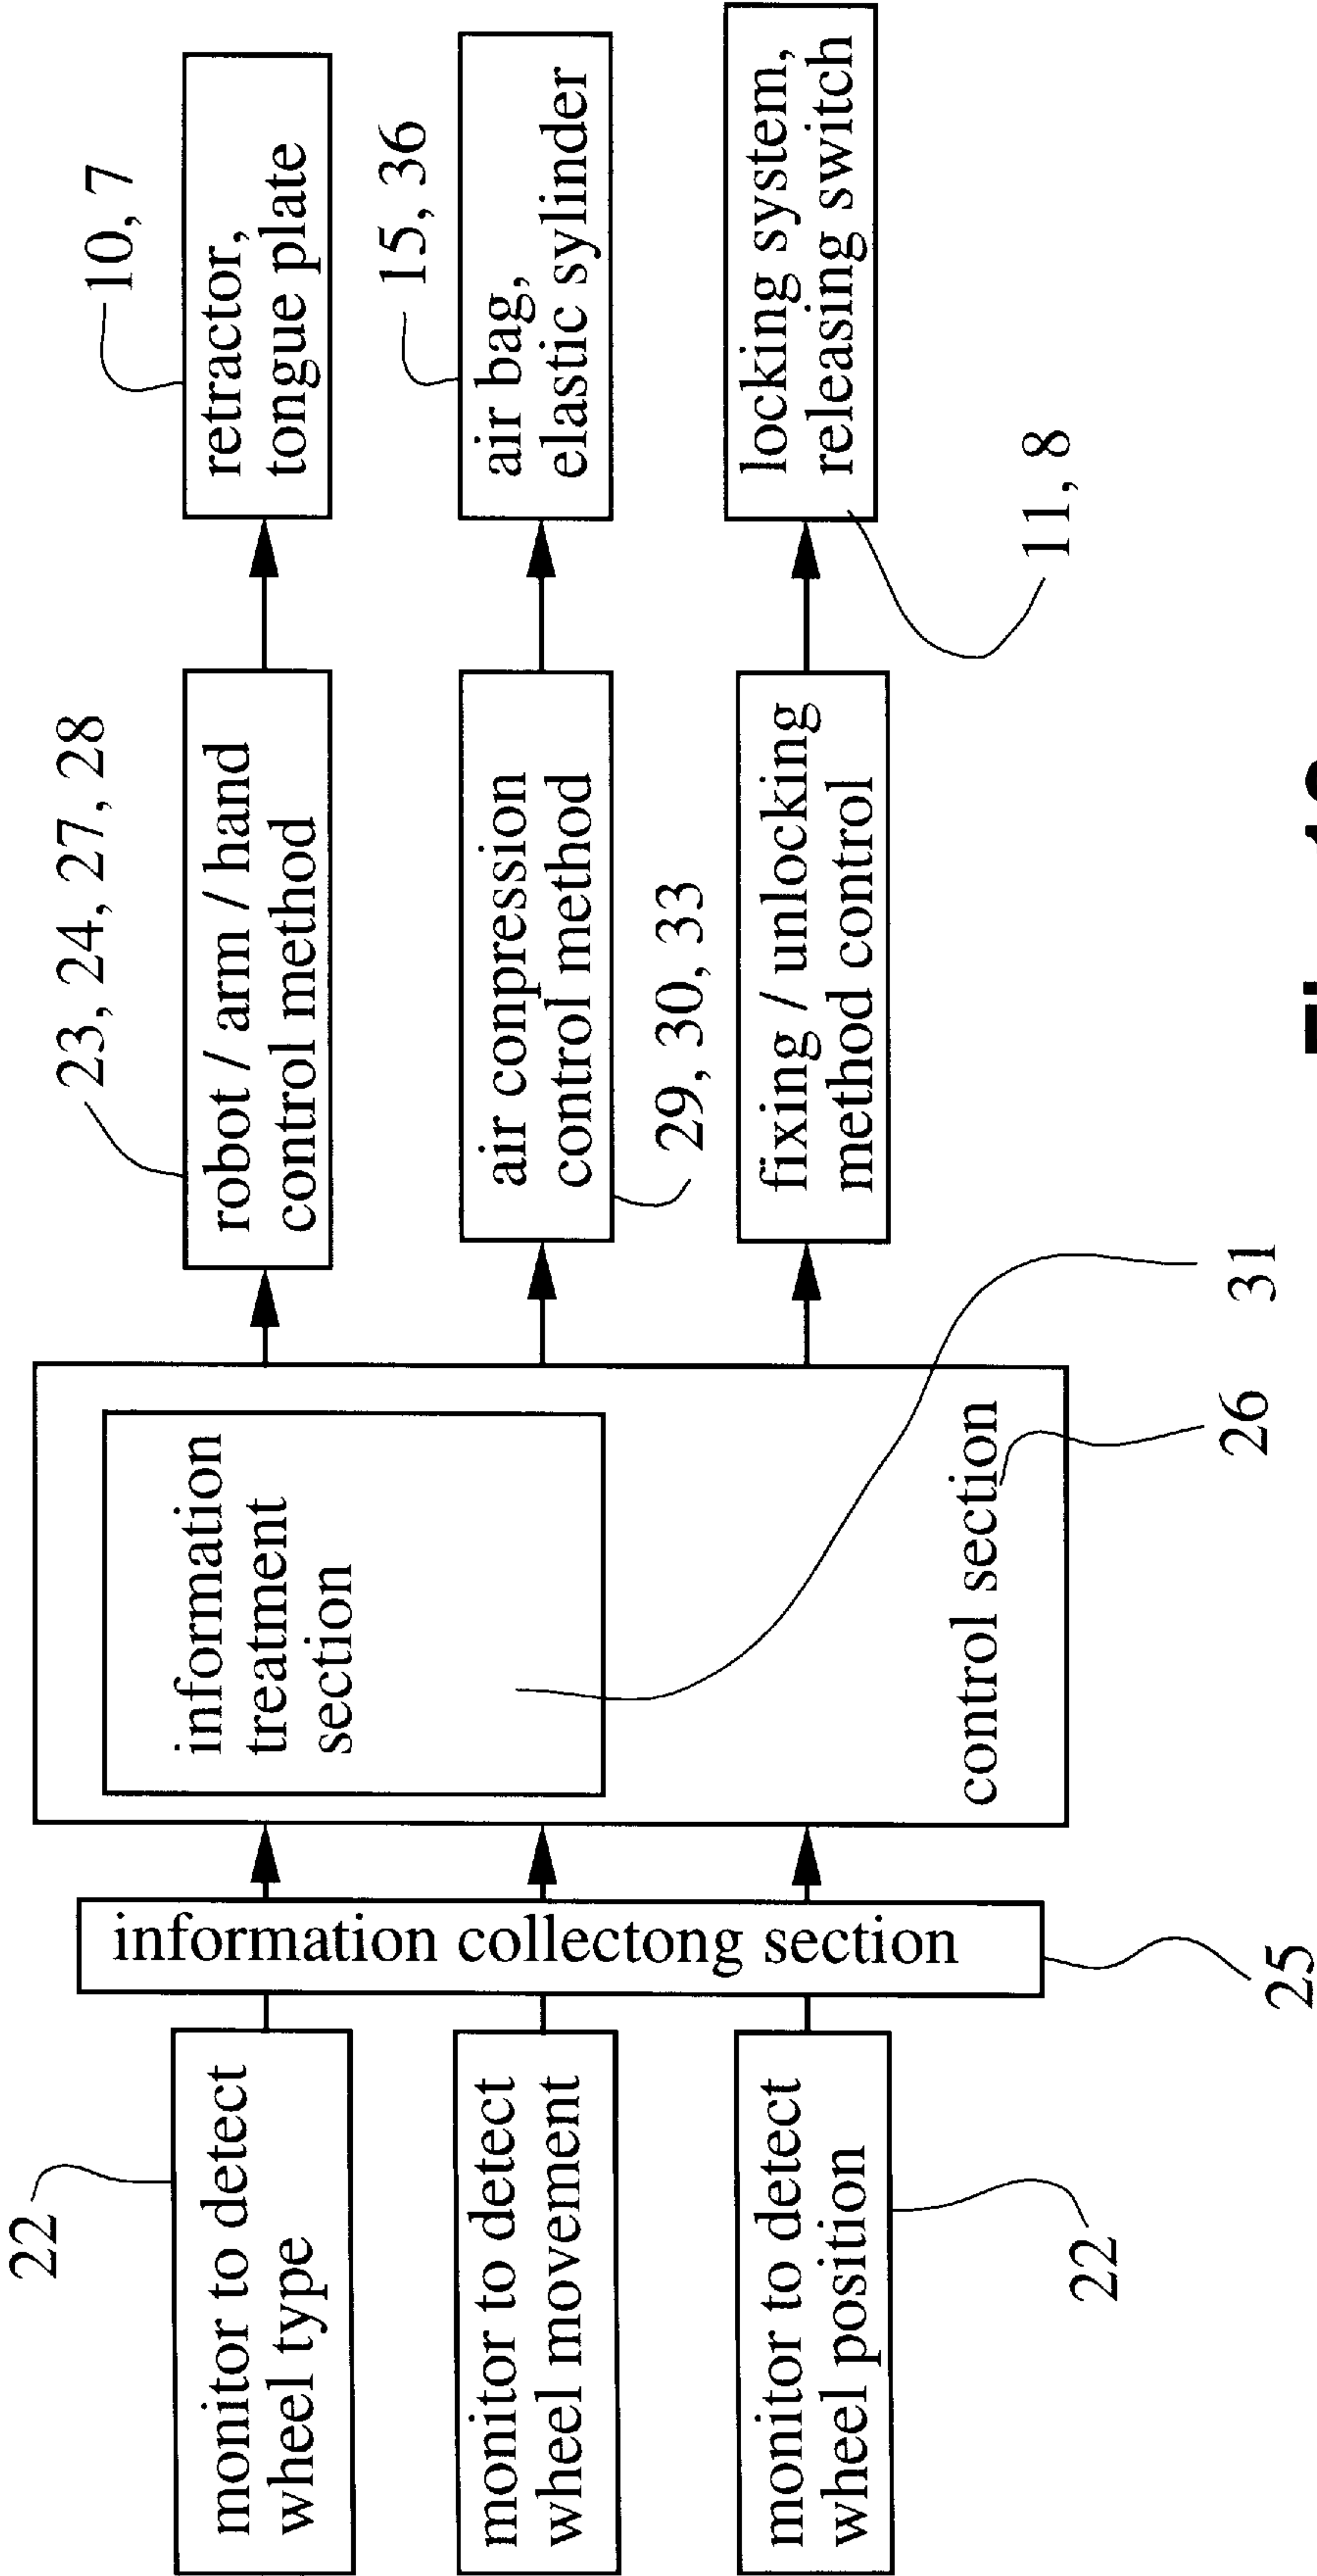 22
monitor to detect
wheel type
monitor to detect
wheel movement
monitor to detect
wheel position
22
information collectong section
25
information
treatment
section
control section
31
26
23, 24, 27, 28
robot / arm / hand
control method
air conpression
control method
29, 30, 33
fixing / unlocking
method control
10, 7
retractor,
tongue plate
15, 36
air bag,
elastic sylinder
locking system,
releasing switch
11, 8